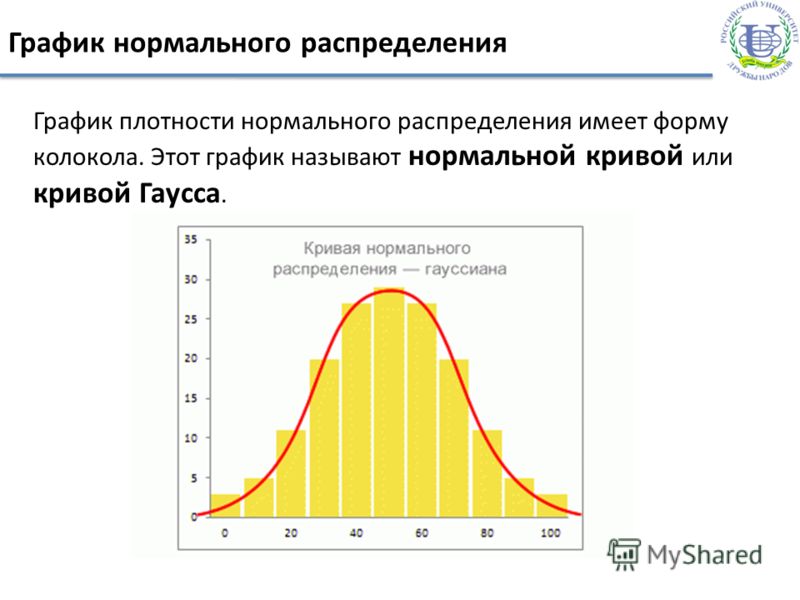 График нормального распределения
РОССИЙСКИЙ УНИВЕРСИТЕТ
ДРУЖБЫ НАРОДОВ
График плотности нормального распределения имеет форму
колокола. Этот график называют нормальной кривой или
кривой Гаусса.
Кривая нормального
распределения — гауссиана
35
30
25
20
15
10
5
0
0 20 40 60 80 100
MyShared